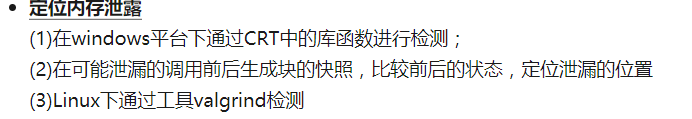 • 定位内存泄露
(1)在windows平台下通过CRT中的库函数进行检测；
(2)在可能泄漏的调用前后生成块的快照，比较前后的状态，定位泄漏的位置
(3)Linux下通过工具valgrind检测